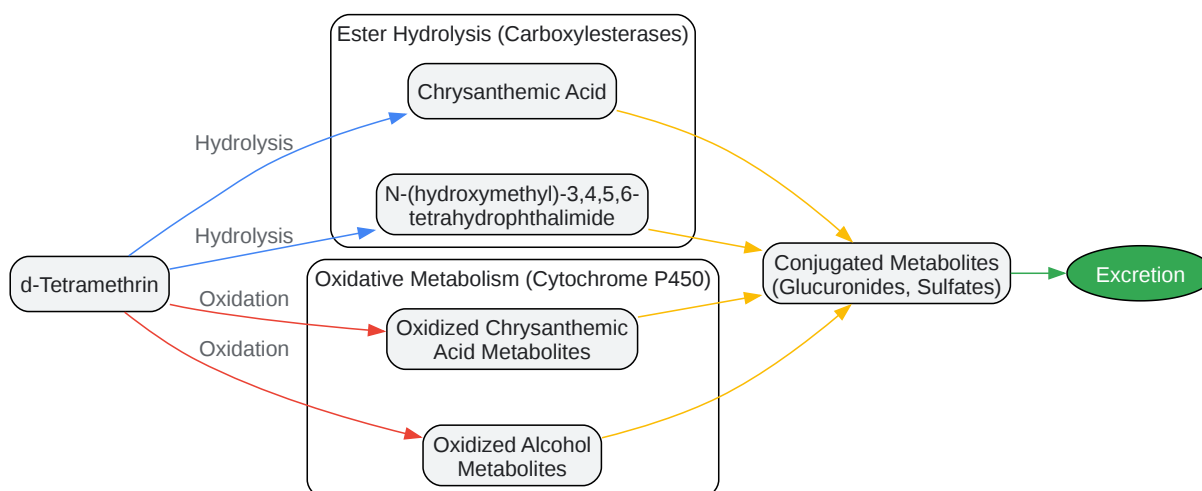 Ester Hydrolysis (Carboxylesterases)
Chrysanthemic Acid
Hydrolysis
N-(hydroxymethyl)-3,4,5,6-
tetrahydrophthalimide
Hydrolysis
d-Tetramethrin
Oxidative Metabolism (Cytochrome P450)
Oxidation
Oxidized Chrysanthemic
Acid Metabolites
Oxidation
Oxidized Alcohol
Metabolites
Conjugated Metabolites
(Glucuronides, Sulfates)
Excretion